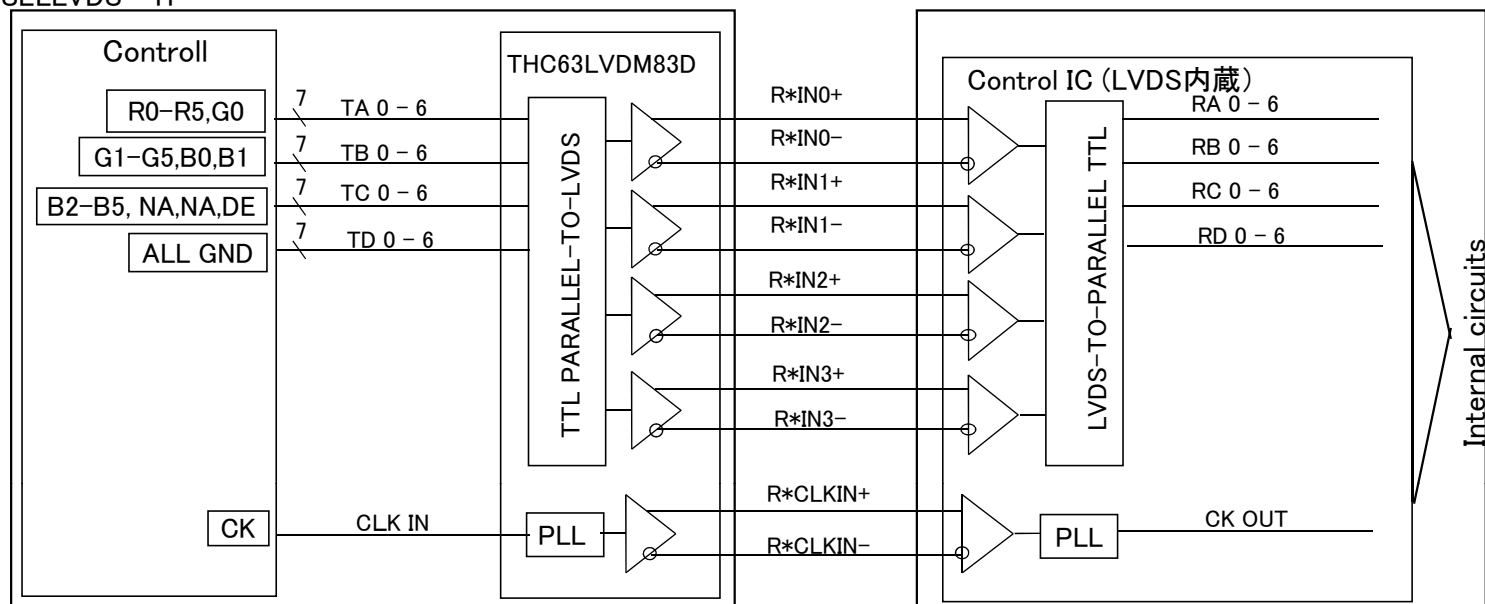 Controll
THC63LVDM83D
Control IC (LVDS内蔵)
R0-R5,G0
7
TA 0 - 6
R*IN0+
RA 0 - 6
R*IN0-
G1-G5,B0,B1
7
TB 0 - 6
RB 0 - 6
R*IN1+
B2-B5, NA,NA,DE
7
TC 0 - 6
RC 0 - 6
R*IN1-
ALL GND
7
TD 0 - 6
RD 0 - 6
R*IN2+
R*IN2-
R*IN3+
R*IN3-
TTL PARALLEL-TO-LVDS
LVDS-TO-PARALLEL TTL
Internal circuits
R*CLKIN+
CK
CLK IN
PLL
R*CLKIN-
PLL
CK OUT